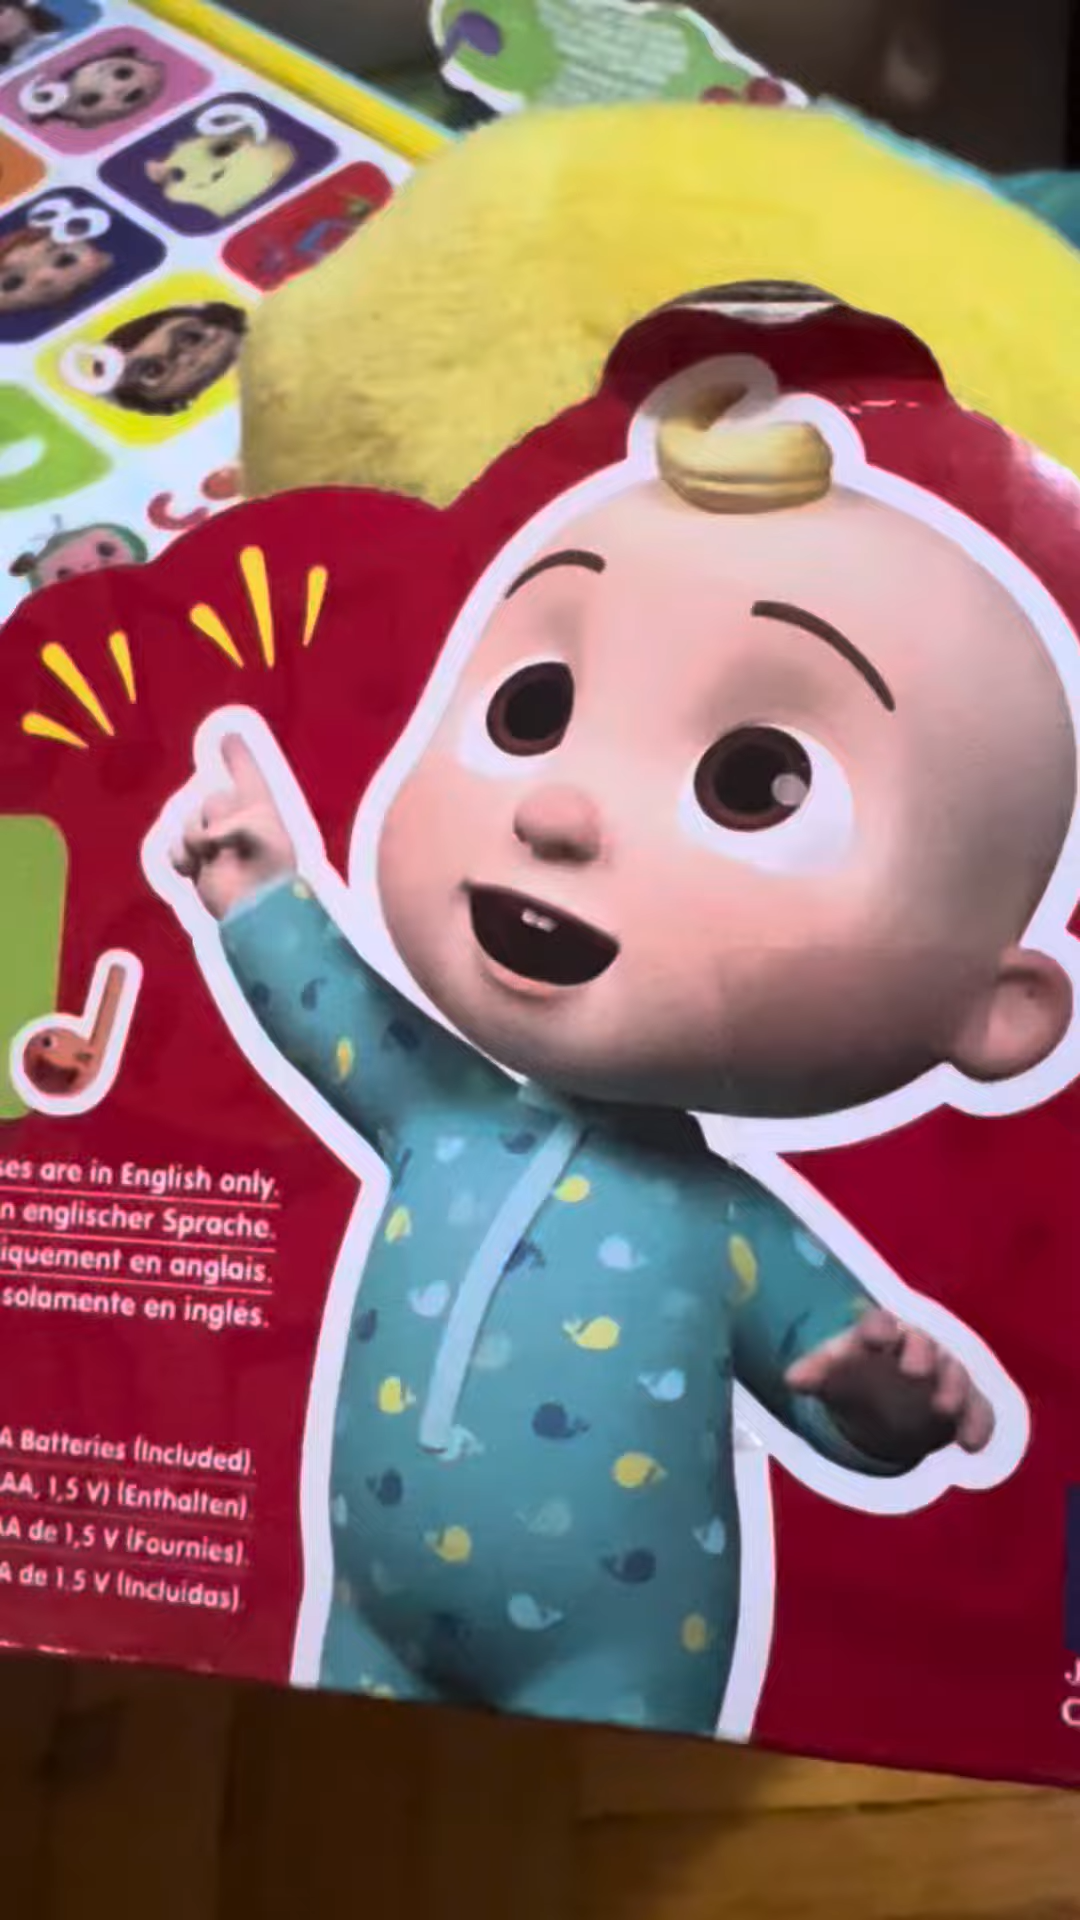 ses are in English only.
n englischer Sprache.
iquement en anglais.
solamente en inglés.
A Batteries (Included).
AA, 1,5 V) (Enthalten).
AA de 1,5 V (Fournies).
A de 1.5 V (Incluidas).
J
C